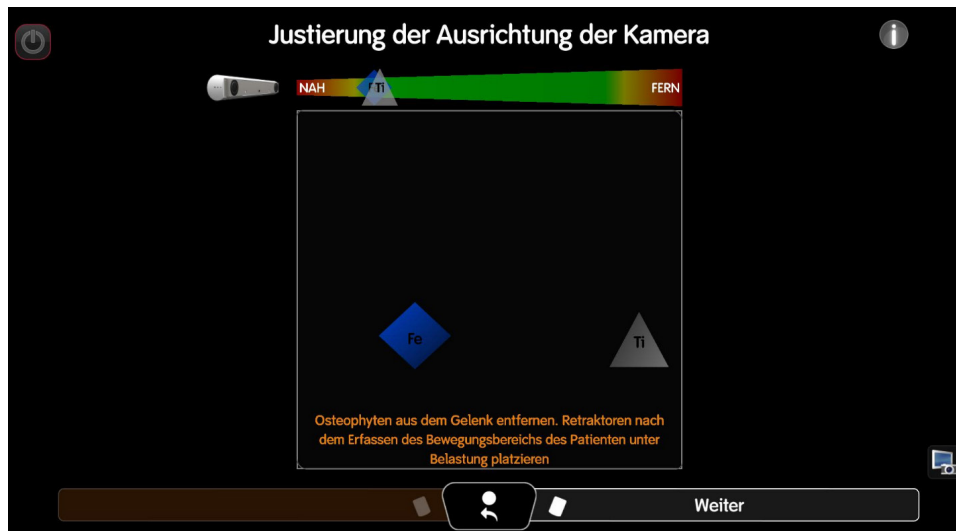 Justierung der Ausrichtung der Kamera
NAH
Ti
FERN
Fe
Ti
Osteophyten aus dem Gelenk entfernen. Retraktoren nach
dem Erfassen des Bewegungsbereichs des Patienten unter
Belastung platzieren
Weiter